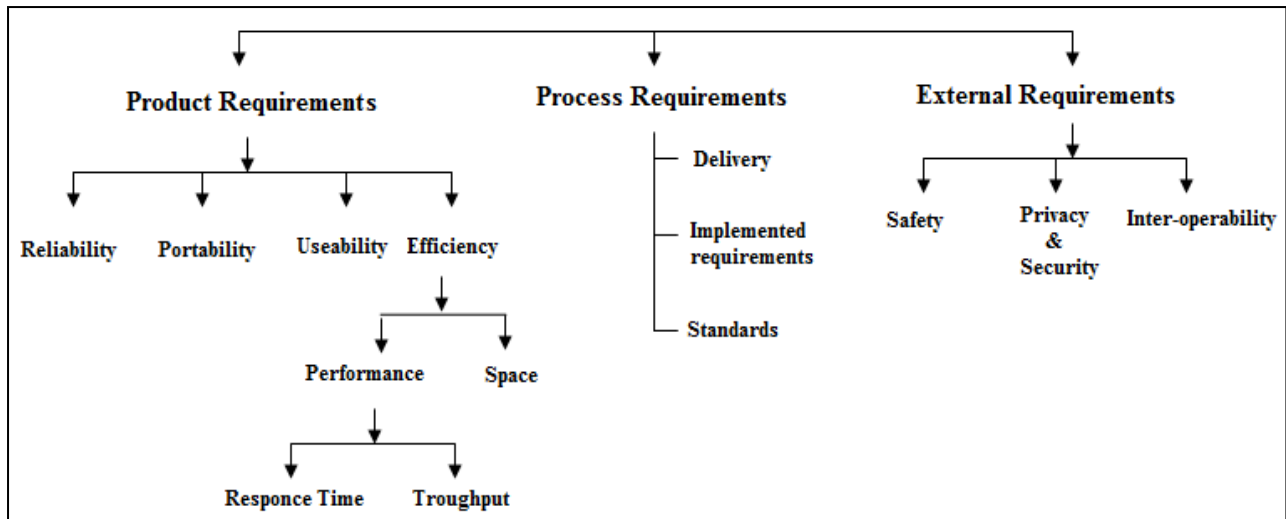 Product Requirements
Process Requirements
External Requirements
Reliability
Portability
Useability
Efficiency
Performance
Space
Responce Time
Troughput
Delivery
Implemented
requirements
Standards
Safety
Privacy
&
Security
Inter-operability